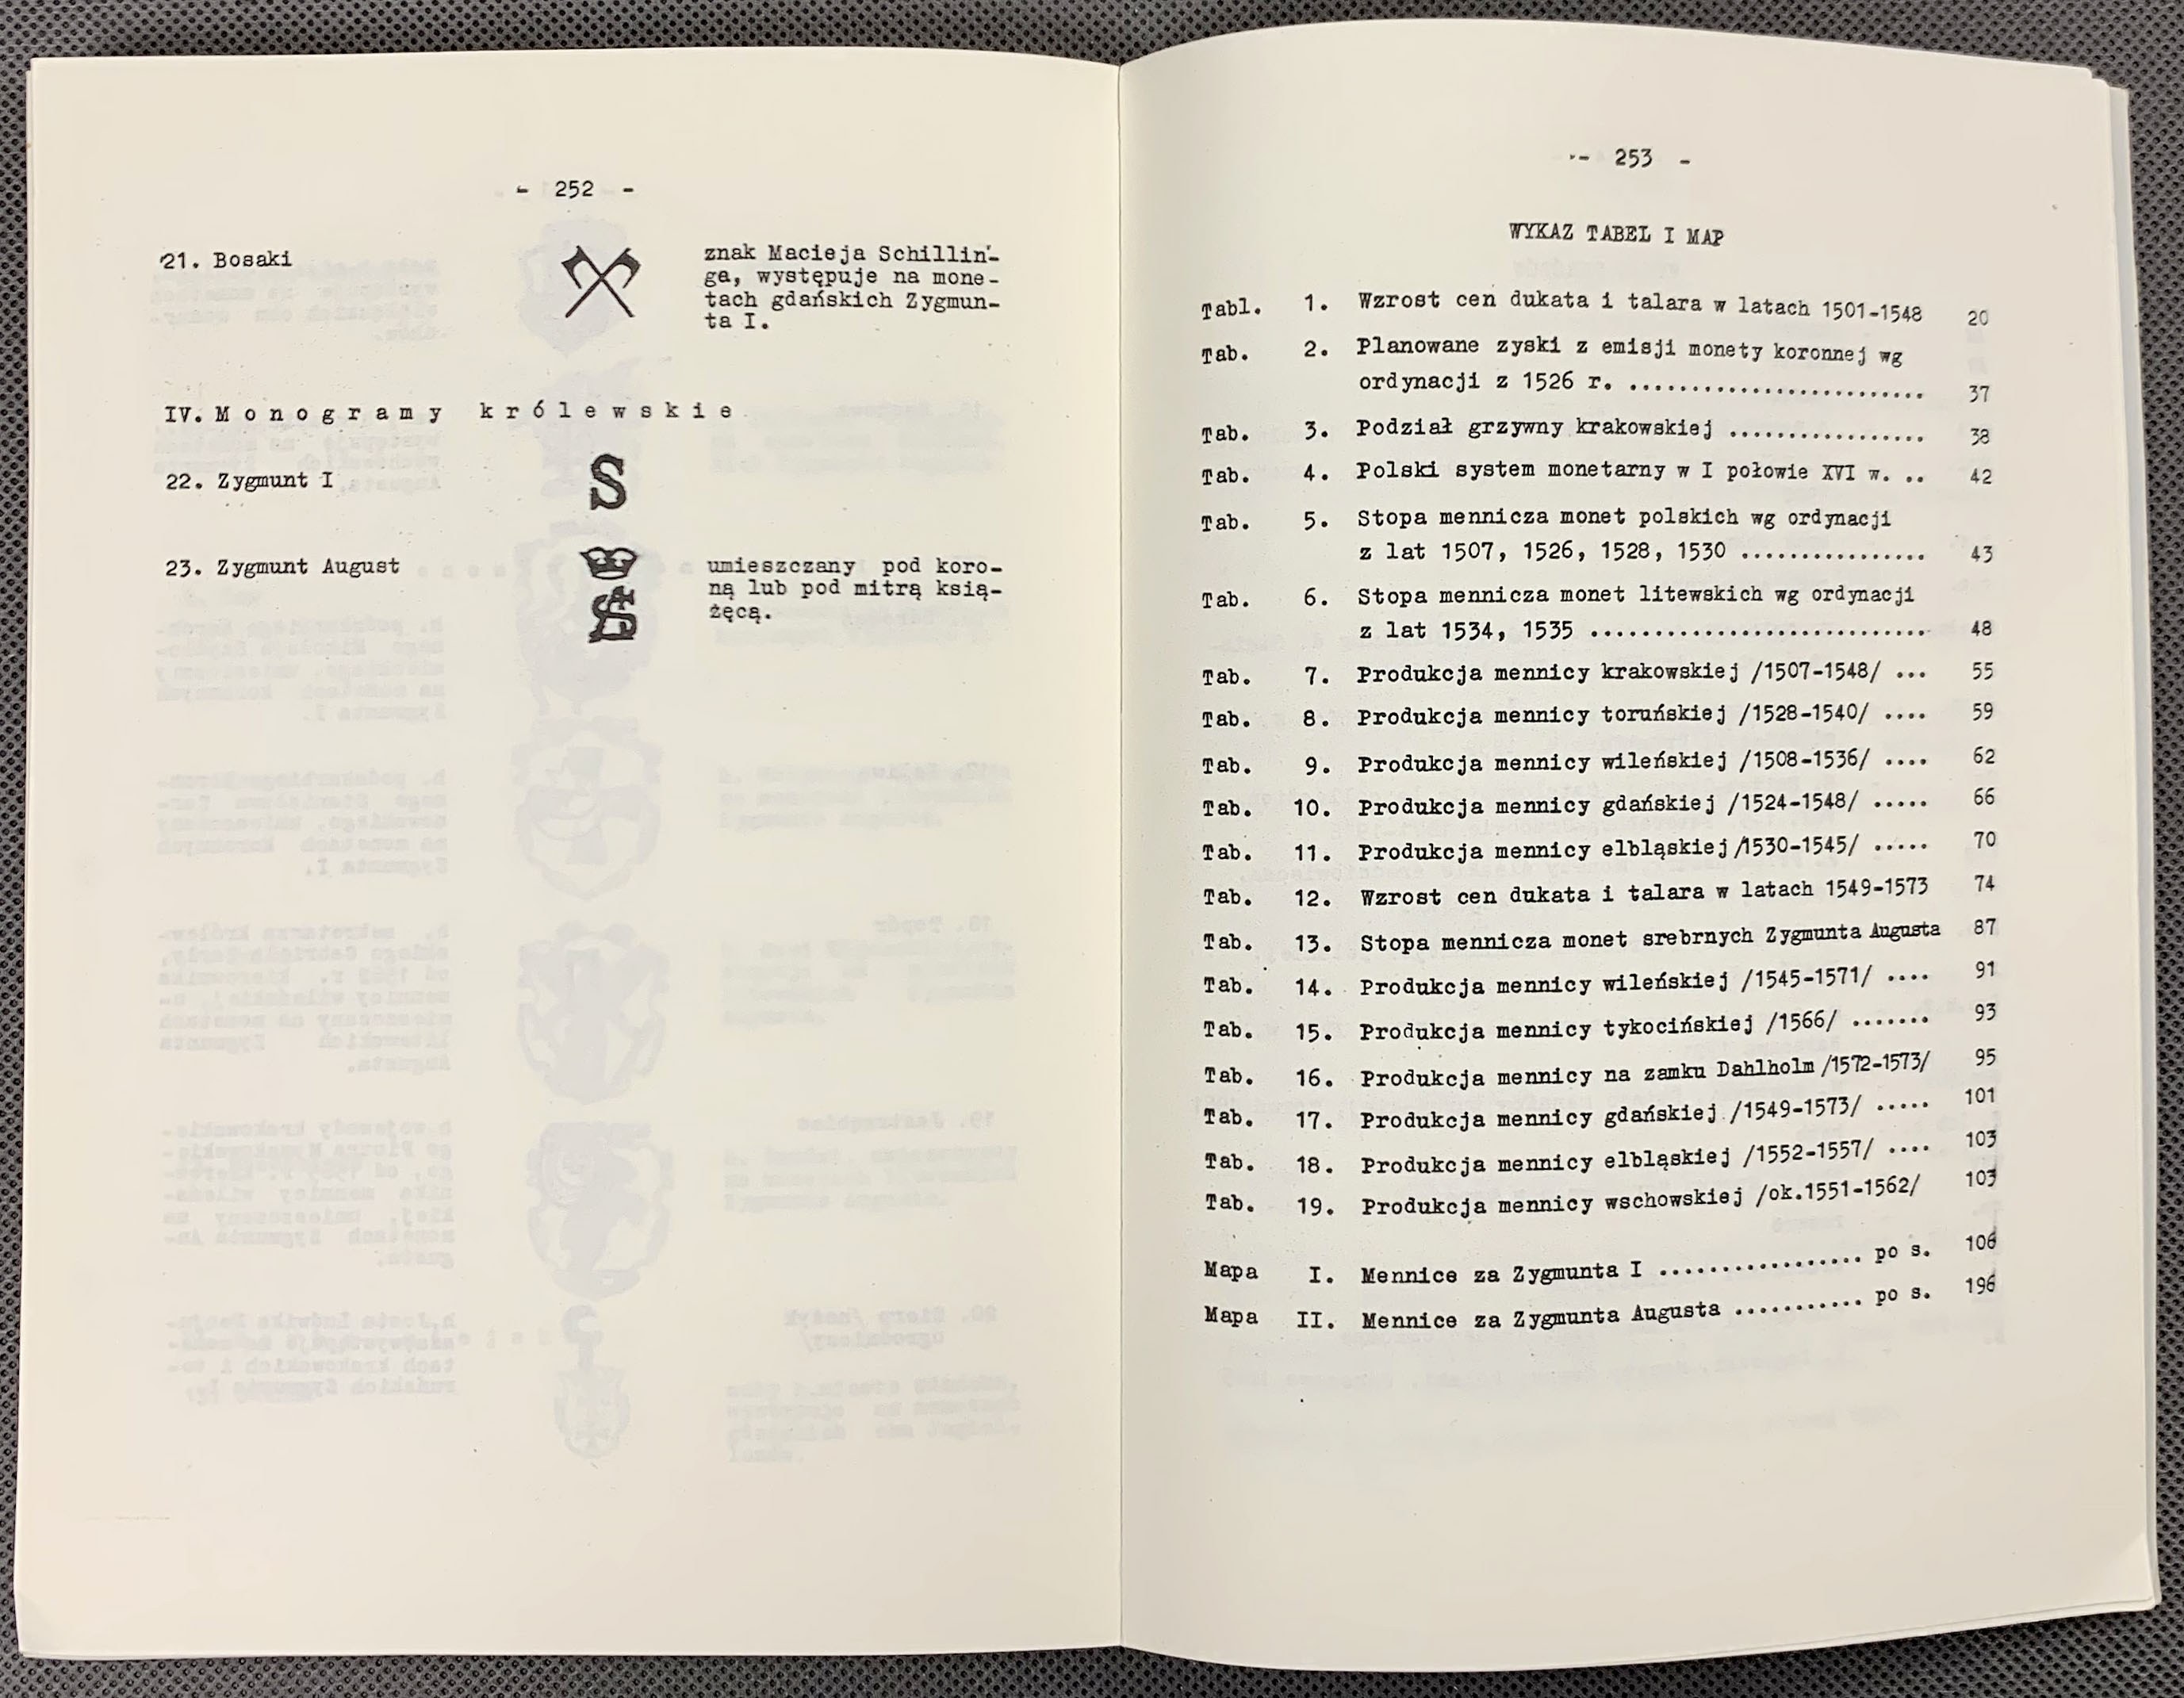 - 252 -
21. Bosaki
znak Macieja Schillin-
ga, występuje na mone-
tach gdańskich Zygmun-
ta I.
IV. Monogramy królewskie
22. Zygmunt I
S
23. Zygmunt August
umieszczany pod koro-
ną lub pod mitrą ksią-
żęcą.
-- 253 -
WYKAZ TABEL I MAP
Tabl. 1. Wzrost cen dukata i talara w latach 1501-1548 20
Tab. 2. Planowane zyski z emisji monety koronnej wg
ordynacji z 1526 r. ........................ 37
Tab. 3. Podział grzywny krakowskiej ................. 38
Tab. 4. Polski system monetarny w I połowie XVI w. .. 42
Tab. 5. Stopa mennicza monet polskich wg ordynacji
z lat 1507, 1526, 1528, 1530 ................ 43
Tab. 6. Stopa mennicza monet litewskich wg ordynacji
z lat 1534, 1535 ............................. 48
Tab. 7. Produkcja mennicy krakowskiej /1507-1548/ ... 55
Tab. 8. Produkcja mennicy toruńskiej /1528-1540/ .... 59
Tab. 9. Produkcja mennicy wileńskiej /1508-1536/ .... 62
Tab. 10. Produkcja mennicy gdańskiej /1524-1548/ ..... 66
Tab. 11. Produkcja mennicy elbląskiej /1530-1545/ ..... 70
Tab. 12. Wzrost cen dukata i talara w latach 1549-1573 74
Tab. 13. Stopa mennicza monet srebrnych Zygmunta Augusta 87
Tab. 14. Produkcja mennicy wileńskiej /1545-1571/ .... 91
Tab. 15. Produkcja mennicy tykocińskiej /1566/ ....... 93
Tab. 16. Produkcja mennicy na zamku Dahlholm /1572-1573/ 95
Tab. 17. Produkcja mennicy gdańskiej /1549-1573/ ..... 101
Tab. 18. Produkcja mennicy elbląskiej /1552-1557/ .... 103
Tab. 19. Produkcja mennicy wschowskiej /ok.1551-1562/ 103
Mapa I. Mennice za Zygmunta I ................. po s. 106
Mapa II. Mennice za Zygmunta Augusta ........... po s. 196